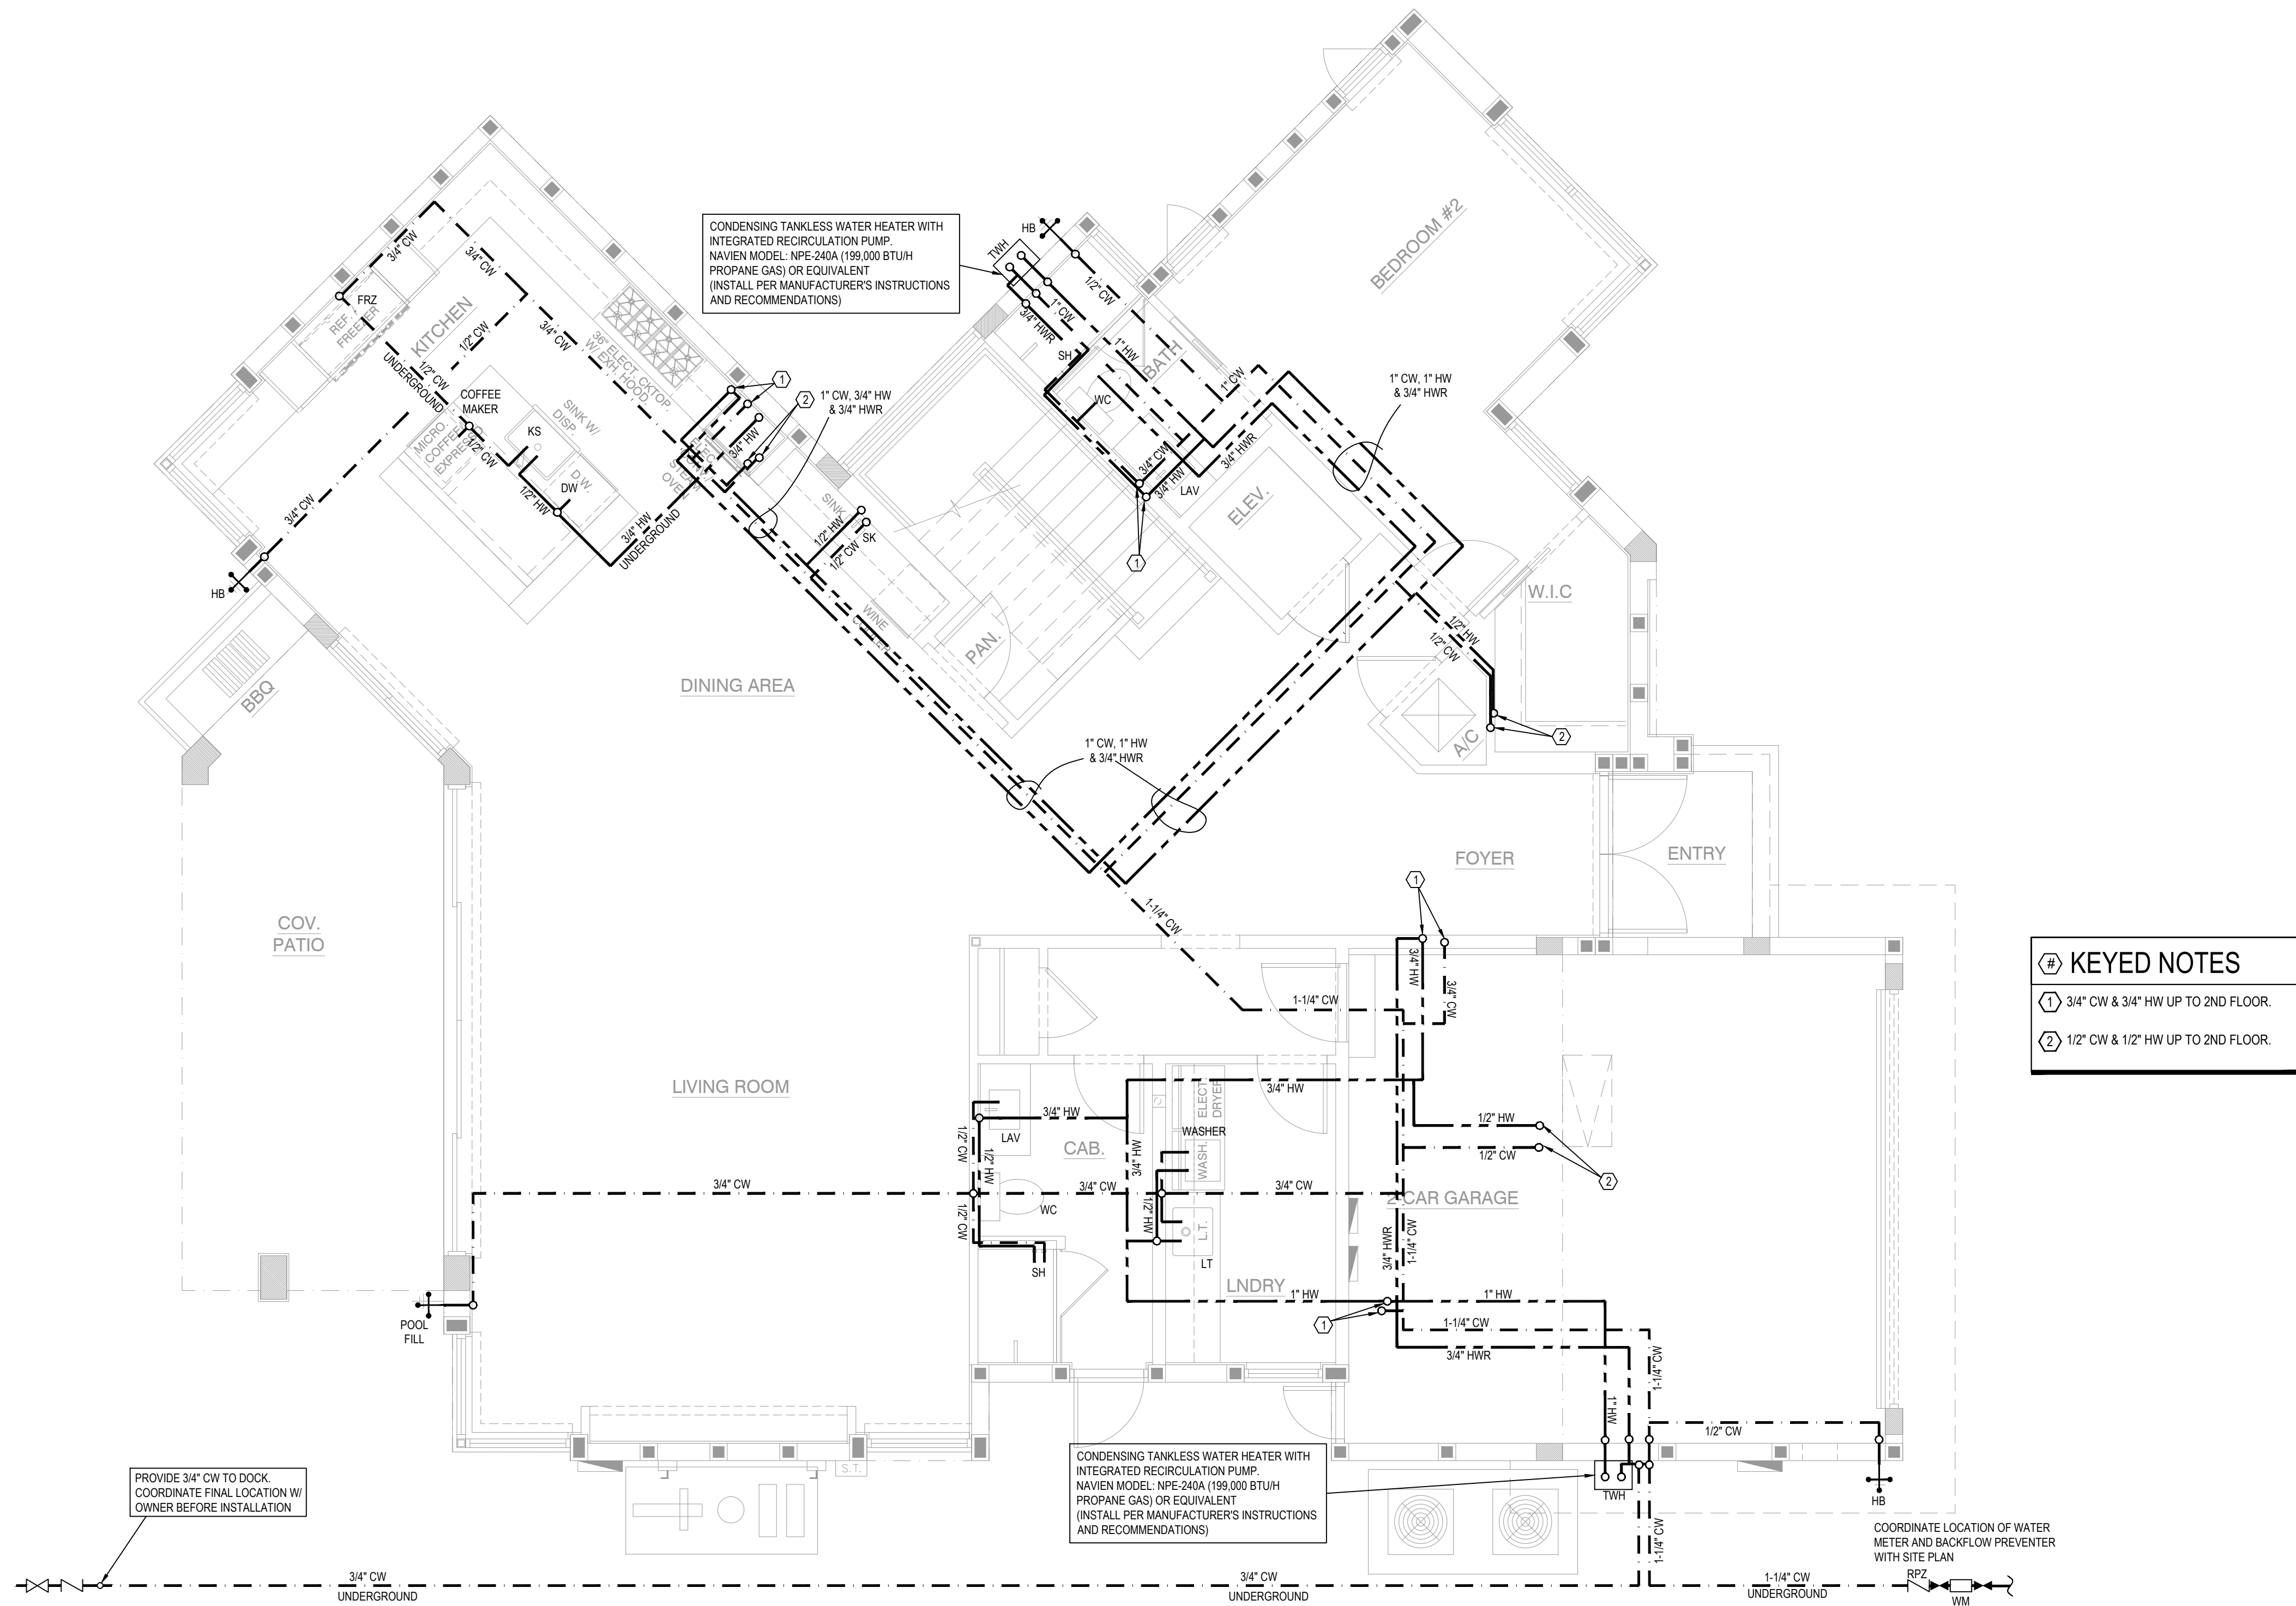 BEDROOM #2
CONDENSING TANKLESS WATER HEATER WITH
INTEGRATED RECIRCULATION PUMP.
NAVIEN MODEL: NPE-240A (199,000 BTU/H
PROPANE GAS) OR EQUIVALENT
(INSTALL PER MANUFACTURER'S INSTRUCTIONS
AND RECOMMENDATIONS)
HB
TWH
1/2" CW
1" CW
3/4" HWR
1" HW
SH
BATH
WC
1" CW
3/4" HWR
3/4" CW
3/4" HW
LAV
ELEV.
1
1" CW, 1" HW
& 3/4" HWR
3/4" CW
3/4" CW
FRZ
REF.
FREEZER
KITCHEN
1/2" CW
3/4" CW
36" ELECT. CKTOP.
W/ EXH. HOOD.
1/2" CW
UNDERGROUND
COFFEE
MAKER
MICRO.
COFFEE
1/2" CW
KS
SINK W/
DISP
D.W.
DW
1/2" HW
3/4" HW
UNDERGROUND
1
2
1" CW, 3/4" HW
& 3/4" HWR
3/4" HW
SINK
1/2" HW
1/2" CW
SK
WINE
PAN.
3/4" CW
HB
BBQ
DINING AREA
W.I.C
1/2" HW
1/2" CW
A/C
2
1" CW, 1" HW
& 3/4" HWR
FOYER
ENTRY
COV.
PATIO
1-1/4" CW
1
3/4" HW
3/4" CW
1-1/4" CW
# KEYED NOTES
1 3/4" CW & 3/4" HW UP TO 2ND FLOOR.
2 1/2" CW & 1/2" HW UP TO 2ND FLOOR.
LIVING ROOM
3/4" HW
ELECT.
DRYER
3/4" HW
1/2" CW
LAV
1/2" HW
CAB.
3/4" HW
WASHER
WASH.
1/2" HW
1/2" CW
2
3/4" CW
3/4" CW
3/4" CW
2-CAR GARAGE
1/2" CW
WC
1/2" HW
L.T.
LT
3/4" HWR
1-1/4" CW
SH
LNDRY
1" HW
1" HW
1
1-1/4" CW
3/4" HWR
1-1/4" CW
POOL
FILL
1" HW
1/2" CW
S.T.
CONDENSING TANKLESS WATER HEATER WITH
INTEGRATED RECIRCULATION PUMP.
NAVIEN MODEL: NPE-240A (199,000 BTU/H
PROPANE GAS) OR EQUIVALENT
(INSTALL PER MANUFACTURER'S INSTRUCTIONS
AND RECOMMENDATIONS)
TWH
HB
PROVIDE 3/4" CW TO DOCK.
COORDINATE FINAL LOCATION W/
OWNER BEFORE INSTALLATION
1-1/4" CW
COORDINATE LOCATION OF WATER
METER AND BACKFLOW PREVENTER
WITH SITE PLAN
3/4" CW
UNDERGROUND
3/4" CW
UNDERGROUND
1-1/4" CW
UNDERGROUND
RPZ
WM